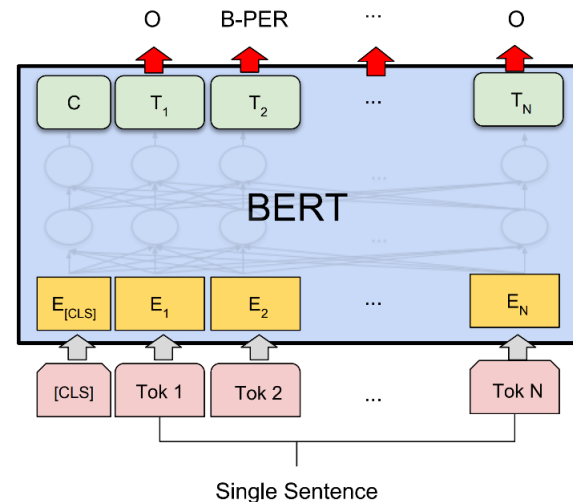 O B-PER ... O
C T1 T2 ... TN
...
BERT
...
E[CLS] E1 E2 ... EN
[CLS] Tok 1 Tok 2 ... Tok N
Single Sentence